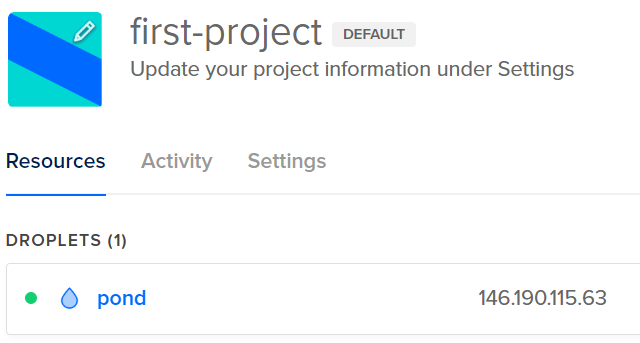 first-project DEFAULT
Update your project information under Settings
Resources Activity Settings
DROPLETS (1)
pond 146.190.115.63